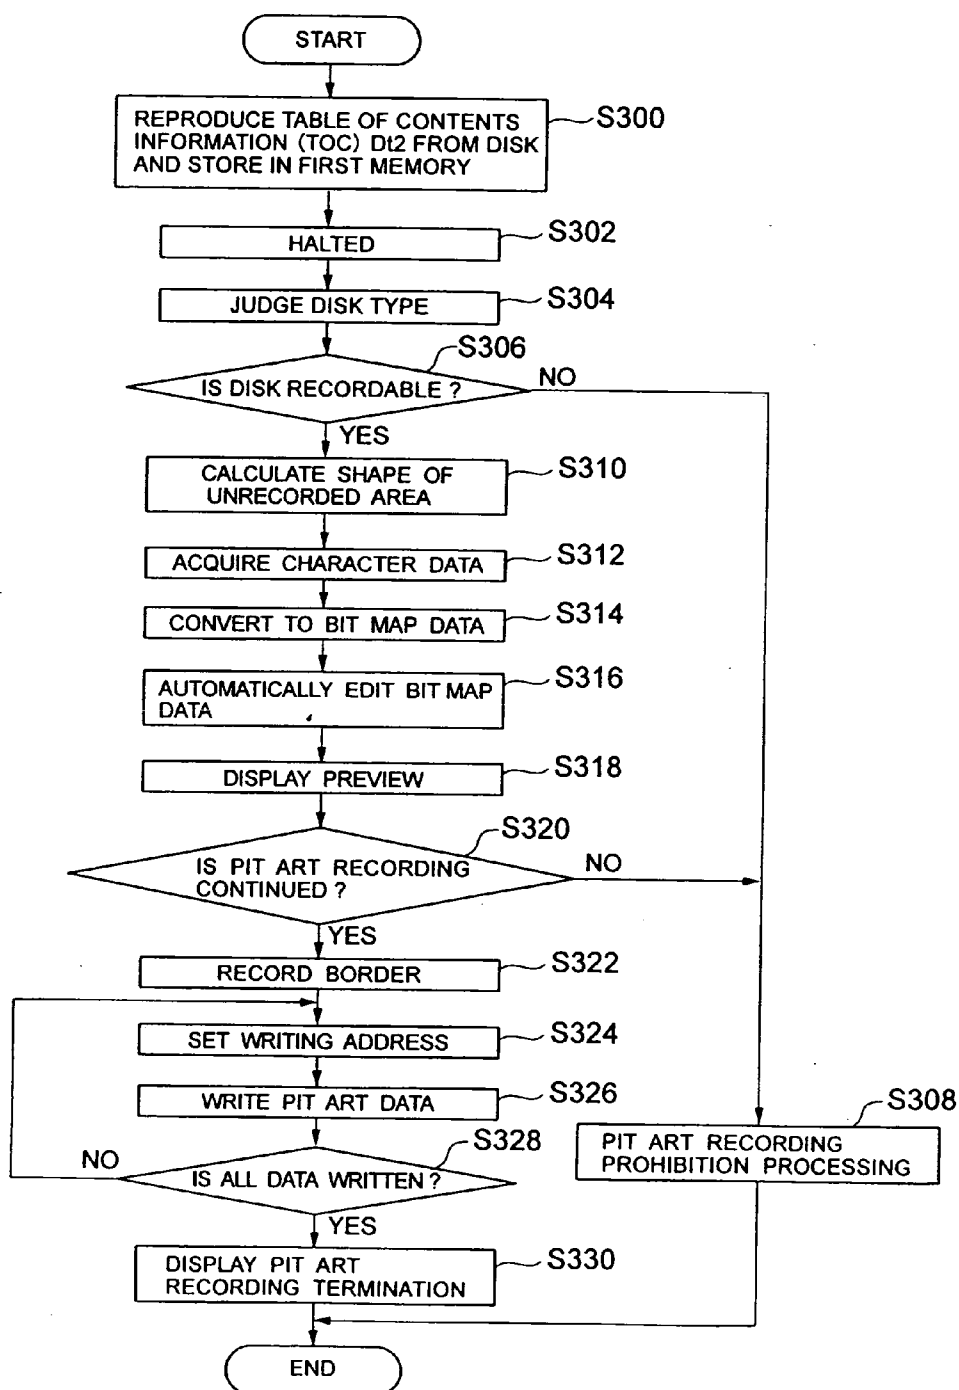 START
REPRODUCE TABLE OF CONTENTS
INFORMATION (TOC) Dt2 FROM DISK
AND STORE IN FIRST MEMORY
S300
HALTED
S302
JUDGE DISK TYPE
S304
S306
IS DISK RECORDABLE ?
NO
YES
CALCULATE SHAPE OF
UNRECORDED AREA
S310
ACQUIRE CHARACTER DATA
S312
CONVERT TO BIT MAP DATA
S314
AUTOMATICALLY EDIT BIT MAP
DATA
S316
DISPLAY PREVIEW
S318
S320
IS PIT ART RECORDING
CONTINUED ?
NO
YES
RECORD BORDER
S322
SET WRITING ADDRESS
S324
WRITE PIT ART DATA
S326
S308
PIT ART RECORDING
PROHIBITION PROCESSING
S328
NO
IS ALL DATA WRITTEN ?
YES
DISPLAY PIT ART
RECORDING TERMINATION
S330
END